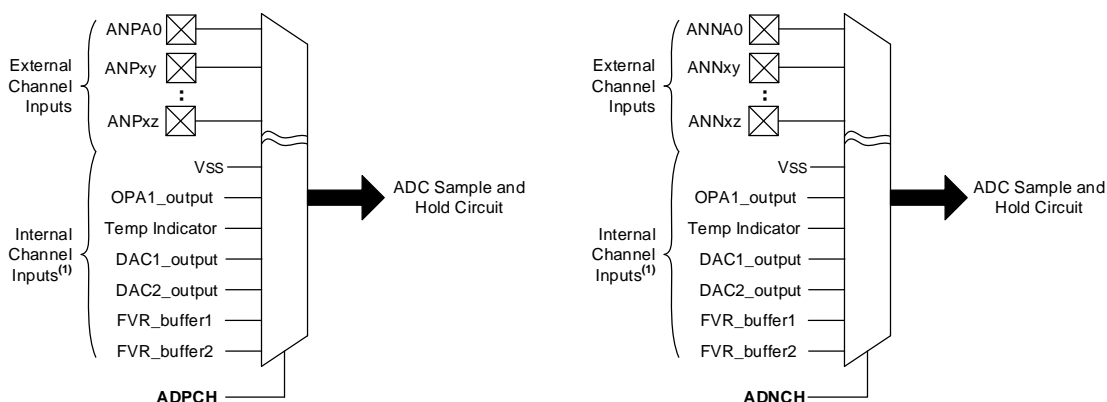 ANPA0
ANPxy
ANPxz
External
Channel
Inputs
VSS
OPA1_output
Temp Indicator
DAC1_output
DAC2_output
FVR_buffer1
FVR_buffer2
Internal
Channel
Inputs(1)
ADC Sample and
Hold Circuit
ADPCH
ANNA0
ANNxy
ANNxz
External
Channel
Inputs
VSS
OPA1_output
Temp Indicator
DAC1_output
DAC2_output
FVR_buffer1
FVR_buffer2
Internal
Channel
Inputs(1)
ADC Sample and
Hold Circuit
ADNCH